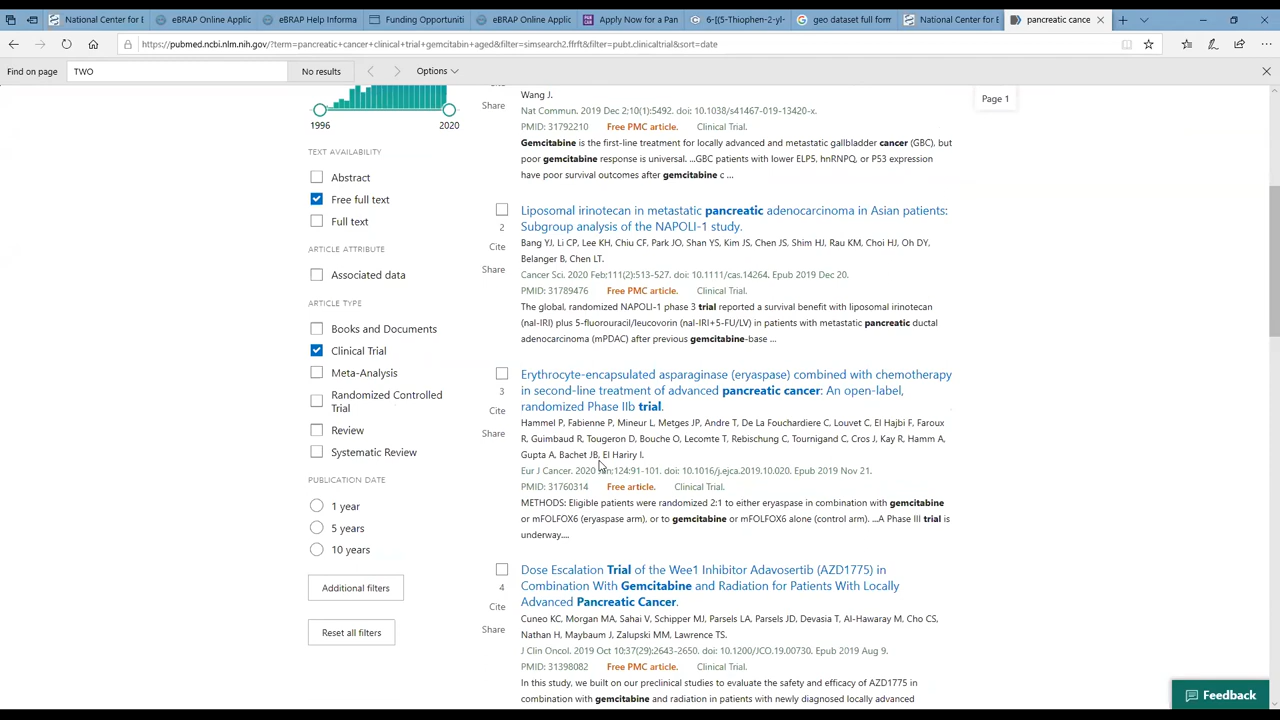 National Center for E
eBRAP Online Applic
eBRAP Help Informa
Funding Opportuniti
eBRAP Online Applic
Apply Now for a Pan
6-[(5-Thiophen-2-yl-
geo dataset full form
National Center for E
pancreatic cance
https://pubmed.ncbi.nlm.nih.gov/?term=pancreatic+cancer+clinical+trial+gemcitabin+aged&filter=simsearch2.ffrft&filter=pubt.clinicaltrial&sort=date
Find on page
TWO
No results
Options
1996
2020
TEXT AVAILABILITY
Abstract
Free full text
Full text
ARTICLE ATTRIBUTE
Associated data
ARTICLE TYPE
Books and Documents
Clinical Trial
Meta-Analysis
Randomized Controlled
Trial
Review
Systematic Review
PUBLICATION DATE
1 year
5 years
10 years
Additional filters
Reset all filters
Share
Wang J.
Nat Commun. 2019 Dec 2;10(1):5492. doi: 10.1038/s41467-019-13420-x.
PMID: 31792210 Free PMC article. Clinical Trial.
Gemcitabine is the first-line treatment for locally advanced and metastatic gallbladder cancer (GBC), but
poor gemcitabine response is universal. ...GBC patients with lower ELP5, hnRNPQ, or P53 expression
have poor survival outcomes after gemcitabine c ...
Page 1
2
Cite
Share
Liposomal irinotecan in metastatic pancreatic adenocarcinoma in Asian patients:
Subgroup analysis of the NAPOLI-1 study.
Bang YJ, Li CP, Lee KH, Chiu CF, Park JO, Shan YS, Kim JS, Chen JS, Shim HJ, Rau KM, Choi HJ, Oh DY,
Belanger B, Chen LT.
Cancer Sci. 2020 Feb;111(2):513-527. doi: 10.1111/cas.14264. Epub 2019 Dec 20.
PMID: 31789476 Free PMC article. Clinical Trial.
The global, randomized NAPOLI-1 phase 3 trial reported a survival benefit with liposomal irinotecan
(nal-IRI) plus 5-fluorouracil/leucovorin (nal-IRI+5-FU/LV) in patients with metastatic pancreatic ductal
adenocarcinoma (mPDAC) after previous gemcitabine-base ...
3
Cite
Share
Erythrocyte-encapsulated asparaginase (eryaspase) combined with chemotherapy
in second-line treatment of advanced pancreatic cancer: An open-label,
randomized Phase IIb trial.
Hammel P, Fabienne P, Mineur L, Metges JP, Andre T, De La Fouchardiere C, Louvet C, El Hajbi F, Faroux
R, Guimbaud R, Tougeron D, Bouche O, Lecomte T, Rebischung C, Tournigand C, Cros J, Kay R, Hamm A,
Gupta A, Bachet JB, El Hariry I.
Eur J Cancer. 2020 Jan;124:91-101. doi: 10.1016/j.ejca.2019.10.020. Epub 2019 Nov 21.
PMID: 31760314 Free article. Clinical Trial.
METHODS: Eligible patients were randomized 2:1 to either eryaspase in combination with gemcitabine
or mFOLFOX6 (eryaspase arm), or to gemcitabine or mFOLFOX6 alone (control arm). ...A Phase III trial is
underway....
4
Cite
Share
Dose Escalation Trial of the Wee1 Inhibitor Adavosertib (AZD1775) in
Combination With Gemcitabine and Radiation for Patients With Locally
Advanced Pancreatic Cancer.
Cuneo KC, Morgan MA, Sahai V, Schipper MJ, Parsels LA, Parsels JD, Devasia T, Al-Hawaray M, Cho CS,
Nathan H, Maybaum J, Zalupski MM, Lawrence TS.
J Clin Oncol. 2019 Oct 10;37(29):2643-2650. doi: 10.1200/JCO.19.00730. Epub 2019 Aug 9.
PMID: 31398082 Free PMC article. Clinical Trial.
In this study, we built on our preclinical studies to evaluate the safety and efficacy of AZD1775 in
combination with gemcitabine and radiation in patients with newly diagnosed locally advanced
Feedback